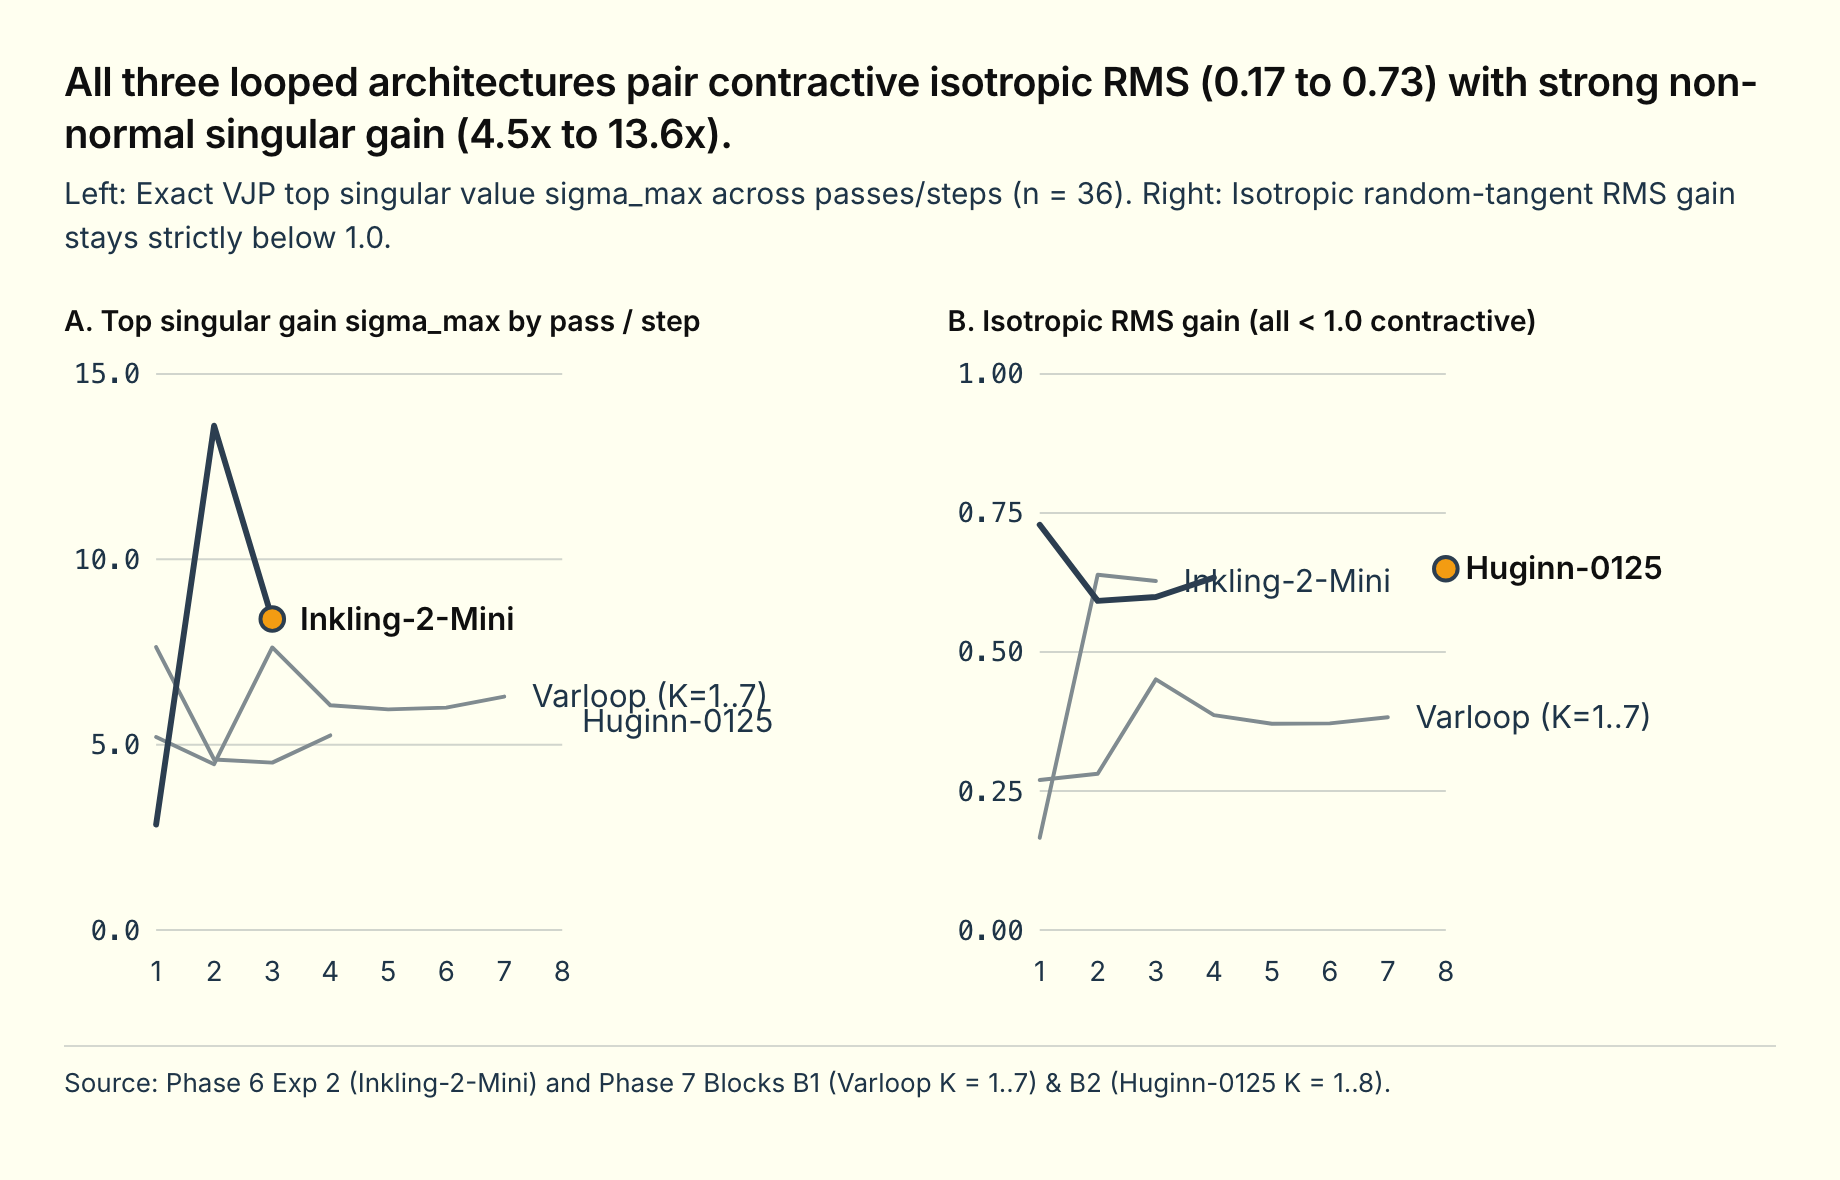 All three looped architectures pair contractive isotropic RMS (0.17 to 0.73) with strong non-
normal singular gain (4.5x to 13.6x).
Left: Exact VJP top singular value sigma_max across passes/steps (n = 36). Right: Isotropic random-tangent RMS gain
stays strictly below 1.0.
A. Top singular gain sigma_max by pass / step
15.0
10.0
Inkling-2-Mini
Varloop (K=1..7)
Huginn-0125
5.0
0.0
1 2 3 4 5 6 7 8
B. Isotropic RMS gain (all < 1.0 contractive)
1.00
0.75
Huginn-0125
Inkling-2-Mini
0.50
Varloop (K=1..7)
0.25
0.00
1 2 3 4 5 6 7 8
Source: Phase 6 Exp 2 (Inkling-2-Mini) and Phase 7 Blocks B1 (Varloop K = 1..7) & B2 (Huginn-0125 K = 1..8).